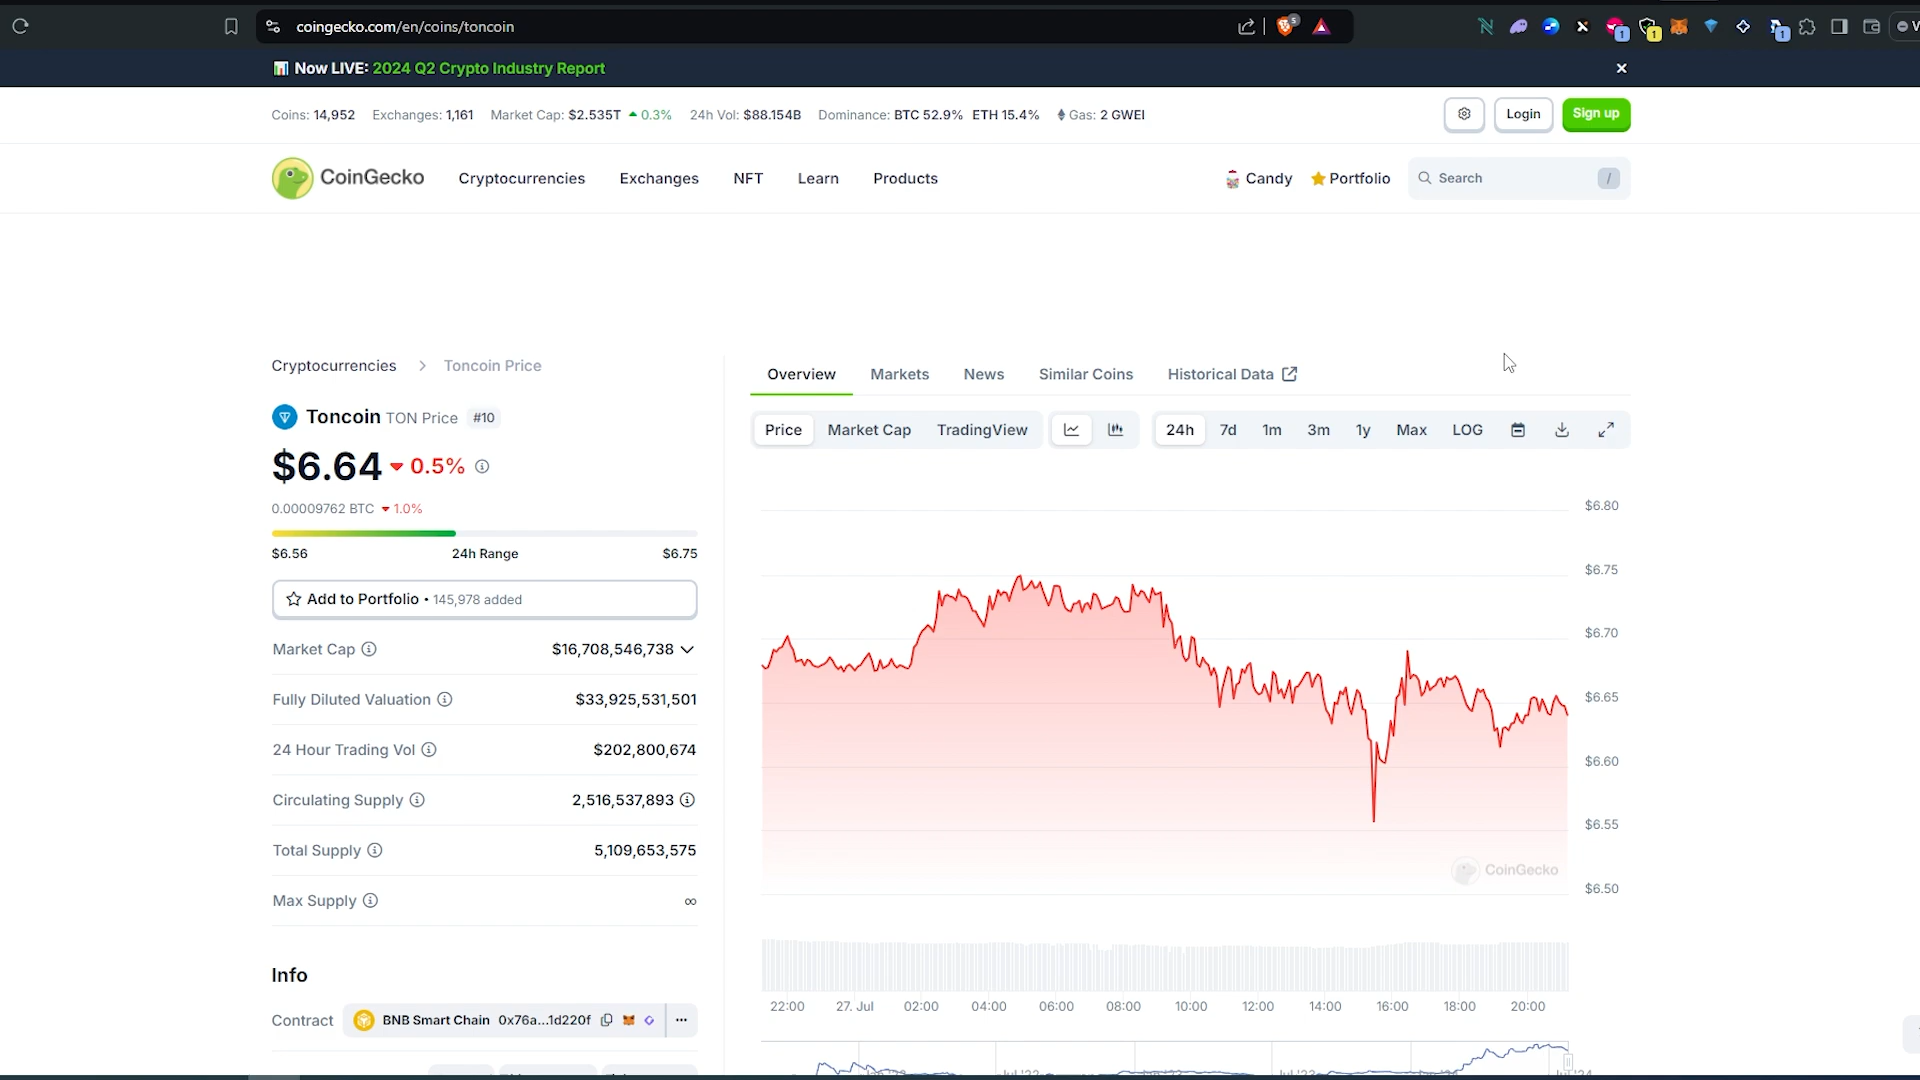 coingecko.com/en/coins/toncoin
5
1
1
1
Now LIVE: 2024 Q2 Crypto Industry Report
Coins: 14,952 Exchanges: 1,161 Market Cap: $2.535T 0.3% 24h Vol: $88.154B Dominance: BTC 52.9% ETH 15.4% Gas: 2 GWEI
Login
Sign up
CoinGecko
Cryptocurrencies
Exchanges
NFT
Learn
Products
Candy
Portfolio
Search
/
Cryptocurrencies > Toncoin Price
Toncoin TON Price #10
$6.64 0.5%
0.00009762 BTC 1.0%
$6.56 24h Range $6.75
Add to Portfolio • 145,978 added
Market Cap $16,708,546,738
Fully Diluted Valuation $33,925,531,501
24 Hour Trading Vol $202,800,674
Circulating Supply 2,516,537,893
Total Supply 5,109,653,575
Max Supply ∞
Info
Contract BNB Smart Chain 0x76a...1d220f
Overview Markets News Similar Coins Historical Data
Price Market Cap TradingView 24h 7d 1m 3m 1y Max LOG
$6.80
$6.75
$6.70
$6.65
$6.60
$6.55
$6.50
CoinGecko
22:00 27. Jul 02:00 04:00 06:00 08:00 10:00 12:00 14:00 16:00 18:00 20:00